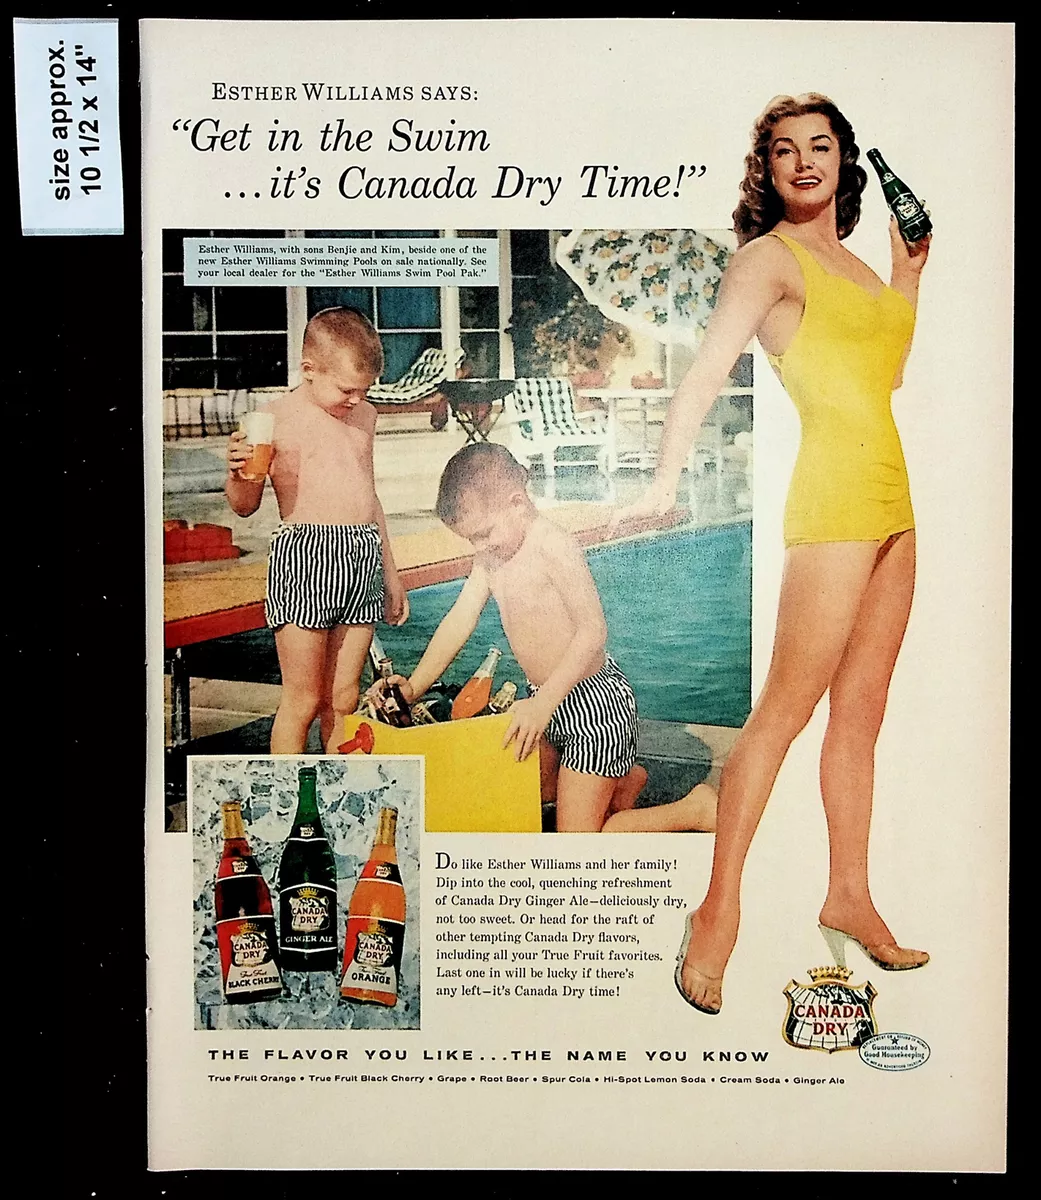 size approx.
10 1/2 x 14"
ESTHER WILLIAMS SAYS:
“Get in the Swim
...it’s Canada Dry Time!”
Esther Williams, with sons Benjie and Kim, beside one of the
new Esther Williams Swimming Pools on sale nationally. See
your local dealer for the “Esther Williams Swim Pool Pak.”
CANADA
DRY
True Fruit
BLACK CHERRY
CANADA
DRY
GINGER ALE
CANADA
DRY
True Fruit
ORANGE
Do like Esther Williams and her family!
Dip into the cool, quenching refreshment
of Canada Dry Ginger Ale—deliciously dry,
not too sweet. Or head for the raft of
other tempting Canada Dry flavors,
including all your True Fruit favorites.
Last one in will be lucky if there’s
any left—it’s Canada Dry time!
CANADA
DRY
Guaranteed by
Good Housekeeping
THE FLAVOR YOU LIKE...THE NAME YOU KNOW
True Fruit Orange • True Fruit Black Cherry • Grape • Root Beer • Spur Cola • Hi-Spot Lemon Soda • Cream Soda • Ginger Ale